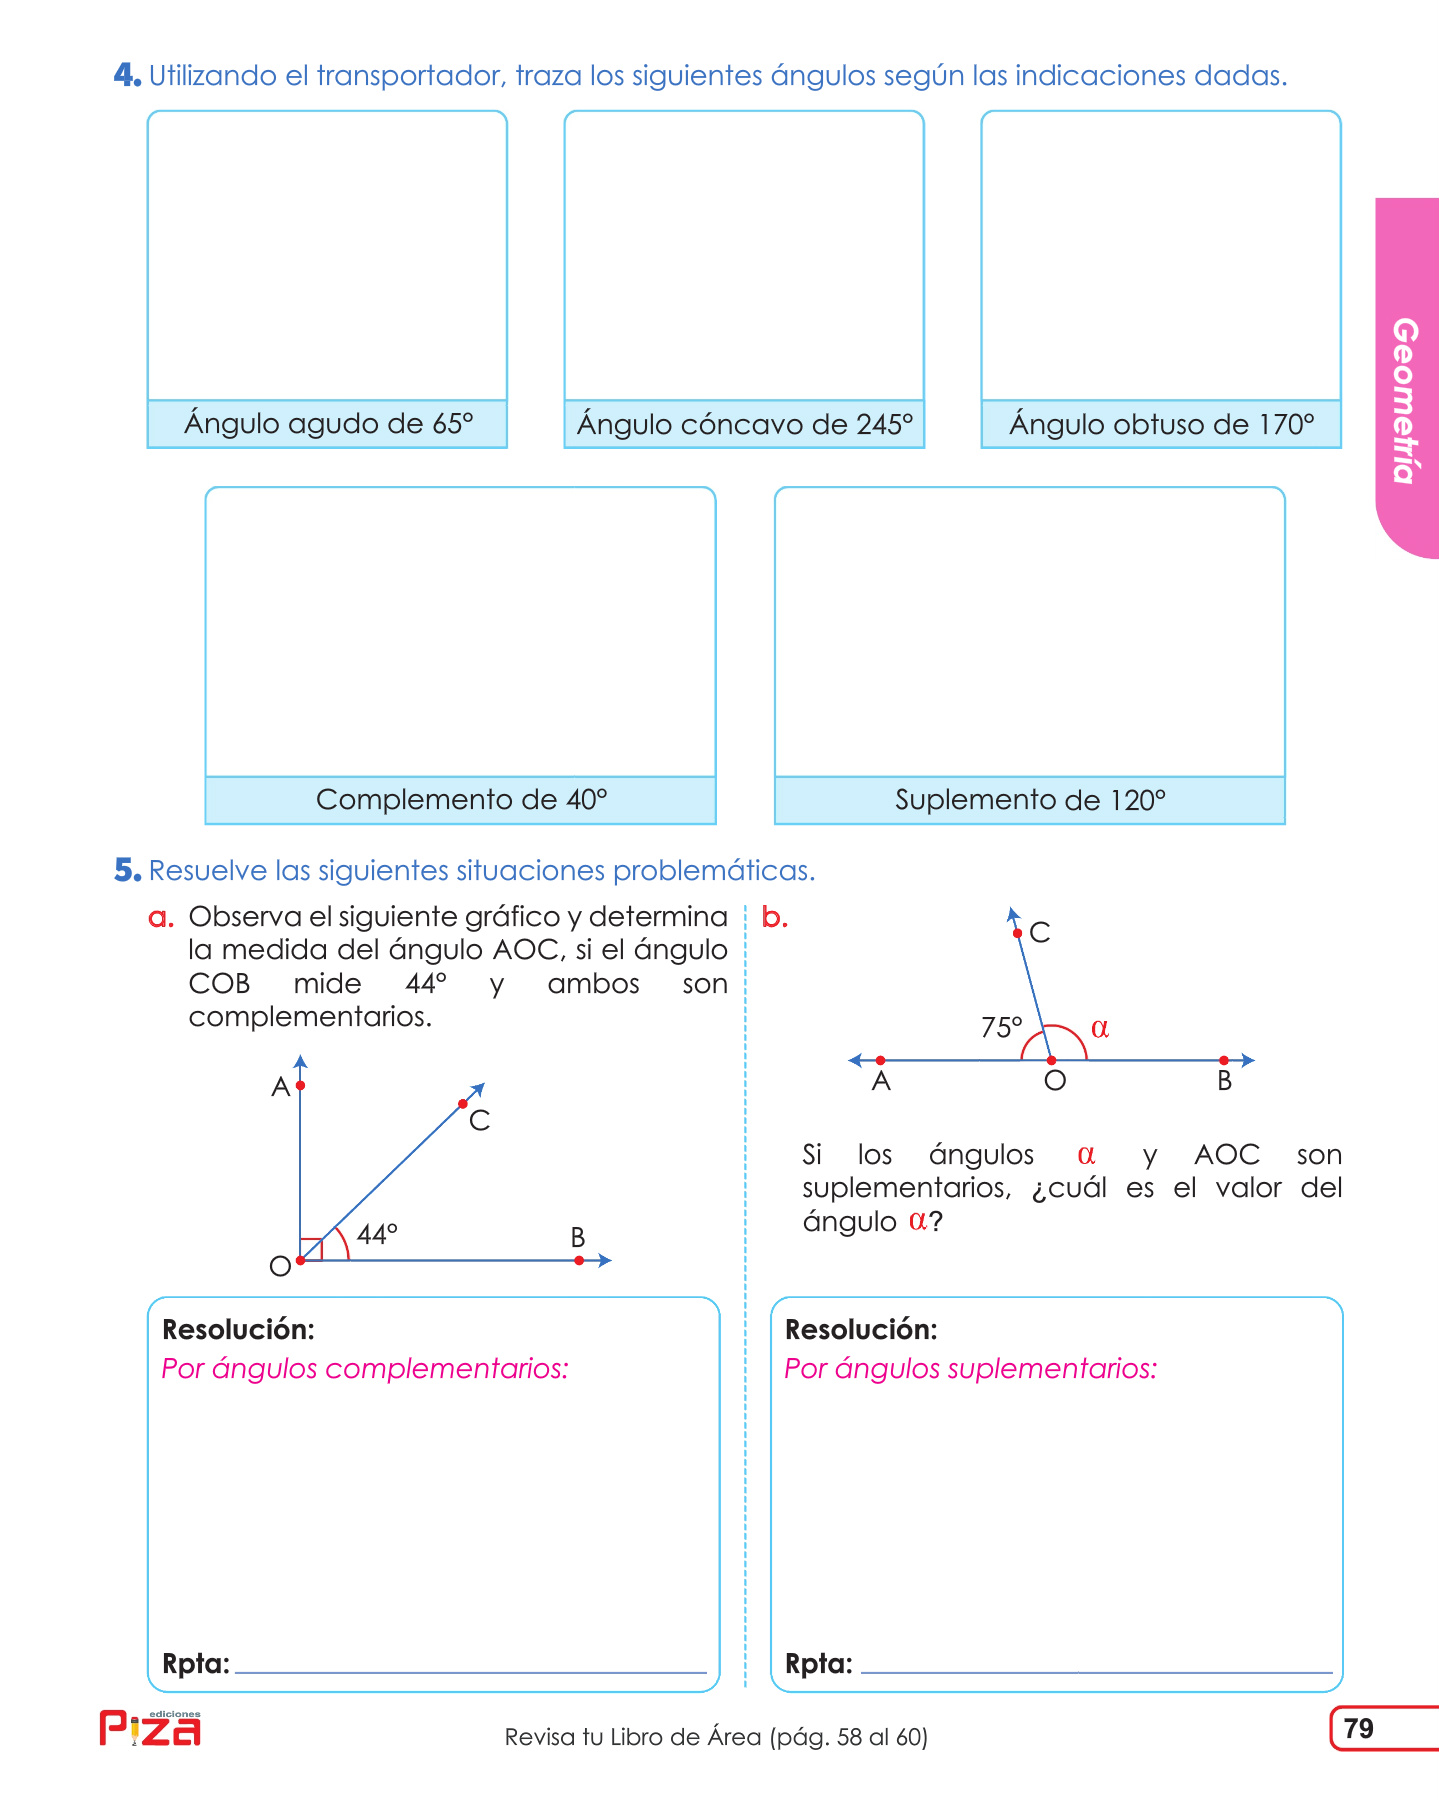 4. Utilizando el transportador, traza los siguientes ángulos según las indicaciones dadas.
Ángulo agudo de 65°
Ángulo cóncavo de 245°
Ángulo obtuso de 170°
Geometría
Complemento de 40°
Suplemento de 120°
5. Resuelve las siguientes situaciones problemáticas.
a. Observa el siguiente gráfico y determina
la medida del ángulo AOC, si el ángulo
COB mide 44° y ambos son
complementarios.
A
C
44°
B
O
Resolución:
Por ángulos complementarios:
Rpta:
b.
C
75°
α
A
O
B
Si los ángulos α y AOC son
suplementarios, ¿cuál es el valor del
ángulo α?
Resolución:
Por ángulos suplementarios:
Rpta:
ediciones
Piza
Revisa tu Libro de Área (pág. 58 al 60)
79